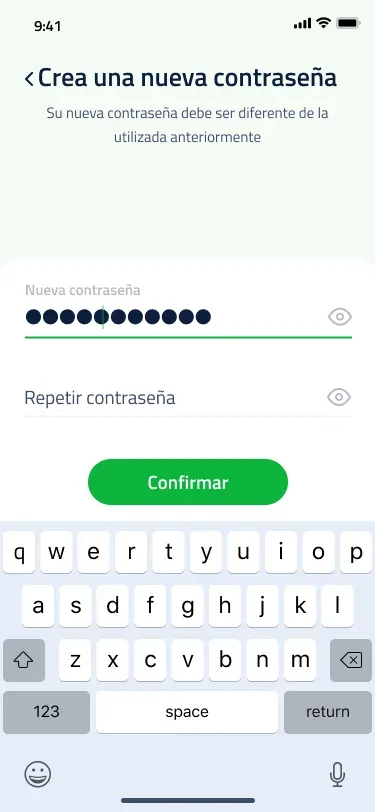 9:41
Crea una nueva contraseña
Su nueva contraseña debe ser diferente de la
utilizada anteriormente
Nueva contraseña
Repetir contraseña
Confirmar
q w e r t y u i o p
a s d f g h j k l
z x c v b n m
123 space return